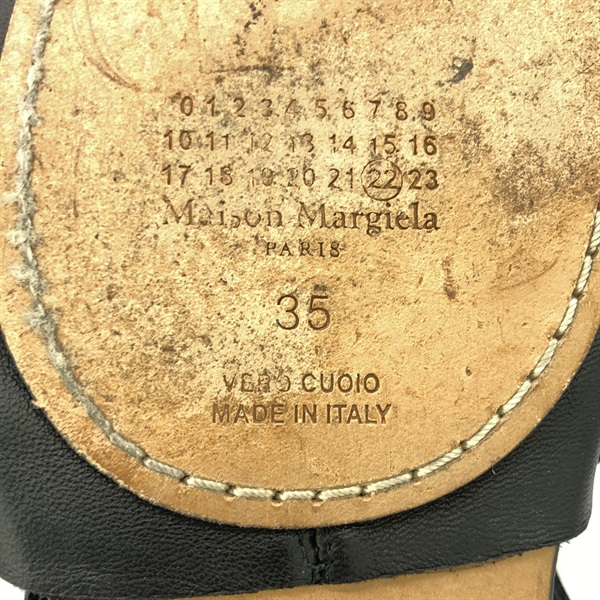 0 1 2 3 4 5 6 7 8 9
10 11 12 13 14 15 16
17 18 19 20 21 22 23
Maison Margiela
PARIS
35
VERO CUOIO
MADE IN ITALY